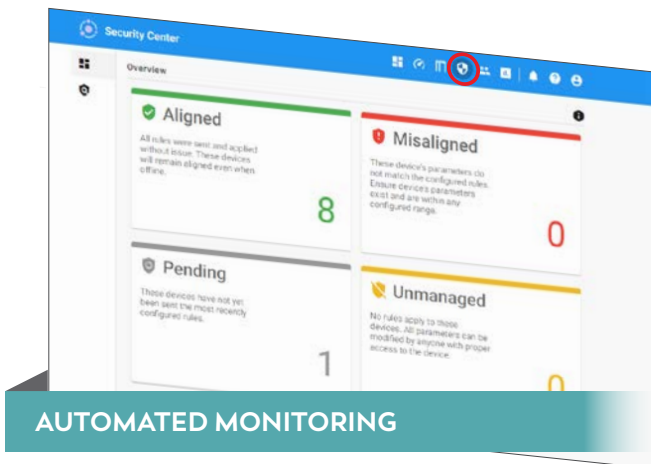 Security Center
Overview
Aligned
All rules were sent and applied
without issue. These devices
will remain aligned even when
offline.
8
Misaligned
These device's parameters do
not match the configured rules.
Ensure device's parameters
exist and are within any
configured range.
0
Pending
These devices have not yet
been sent the most recently
configured rules.
1
Unmanaged
No rules apply to these
devices. All parameters can be
modified by anyone with proper
access to the device.
0
AUTOMATED MONITORING